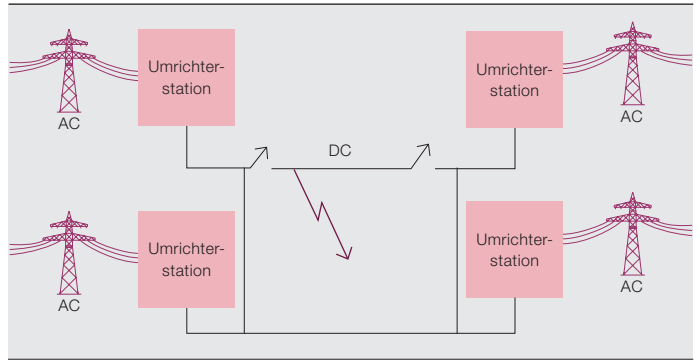 Umrichter-
station
Umrichter-
station
AC
AC
DC
Umrichter-
station
Umrichter-
station
AC
AC